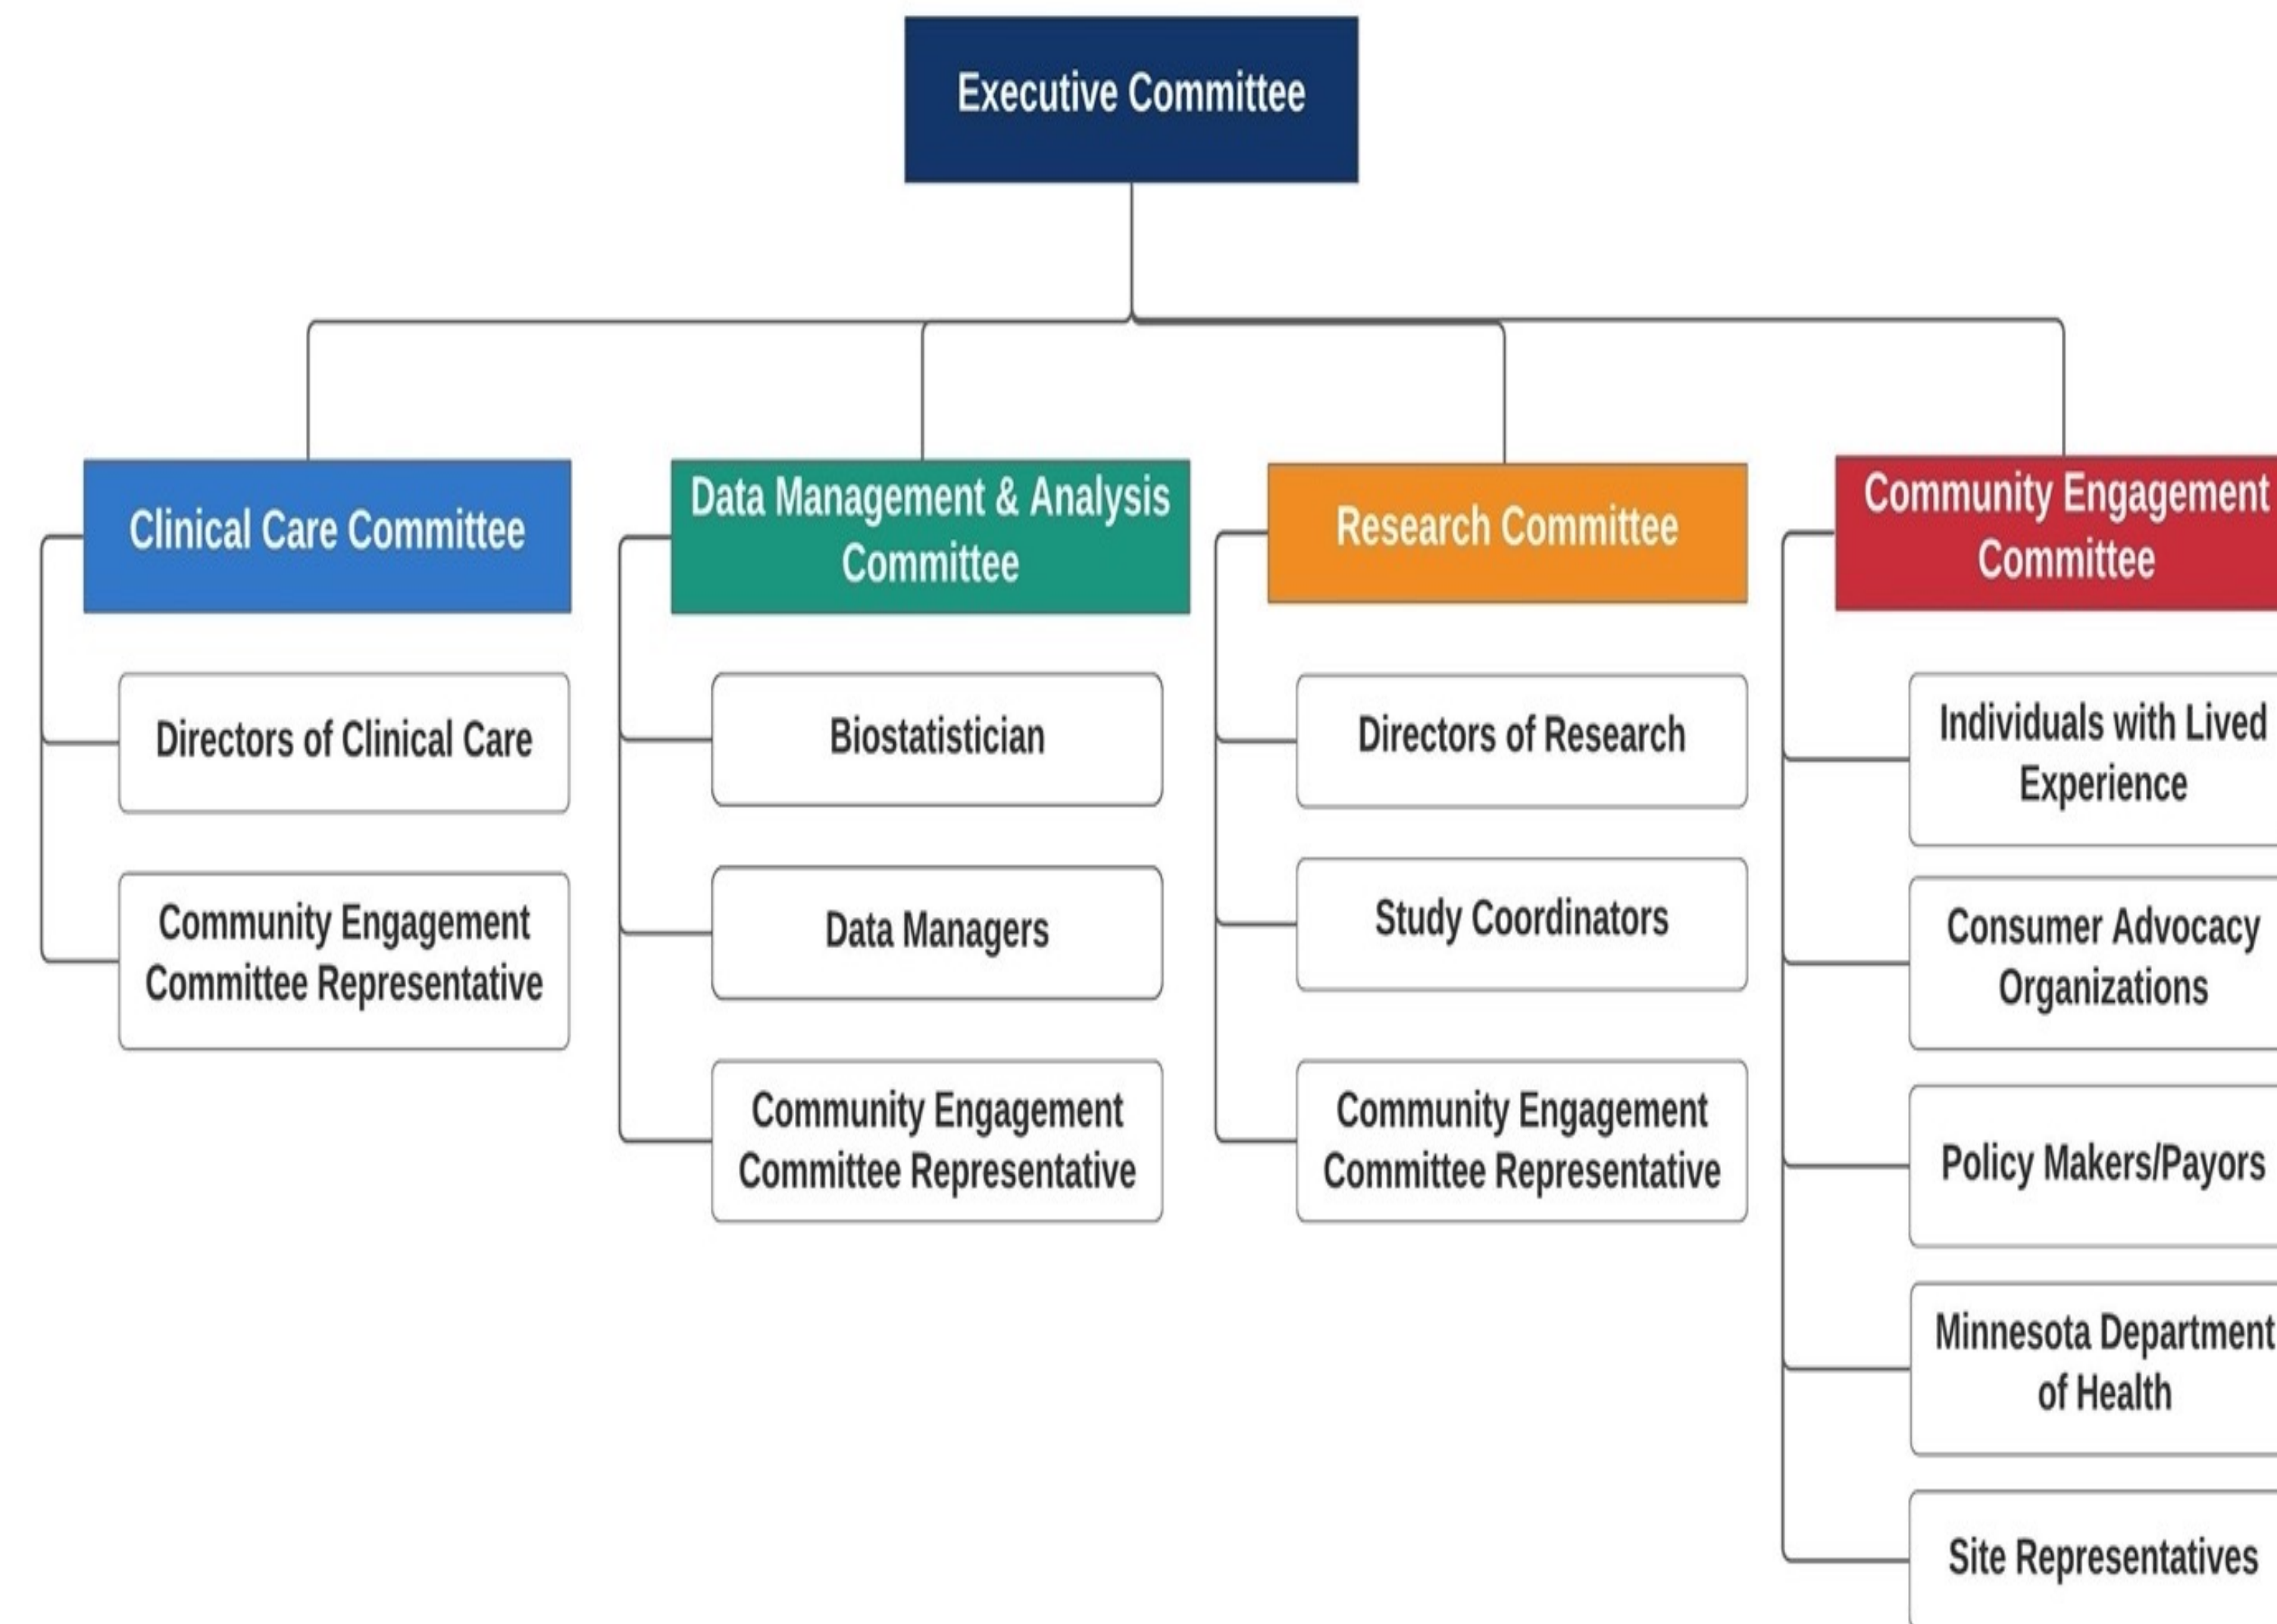 Executive Committee
Clinical Care Committee
Directors of Clinical Care
Community Engagement
Committee Representative
Data Management & Analysis
Committee
Biostatistician
Data Managers
Community Engagement
Committee Representative
Research Committee
Directors of Research
Study Coordinators
Community Engagement
Committee Representative
Community Engagement
Committee
Individuals with Lived
Experience
Consumer Advocacy
Organizations
Policy Makers/Payors
Minnesota Department
of Health
Site Representatives